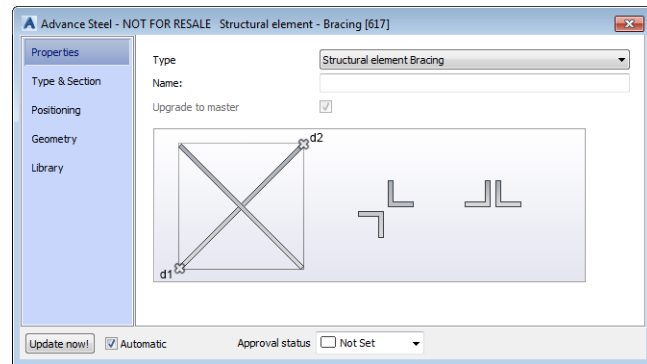 Advance Steel - NOT FOR RESALE Structural element - Bracing [617]
Properties
Type & Section
Positioning
Geometry
Library
Type
Structural element Bracing
Name:
Upgrade to master
d2
d1
Update now!
Automatic
Approval status
Not Set